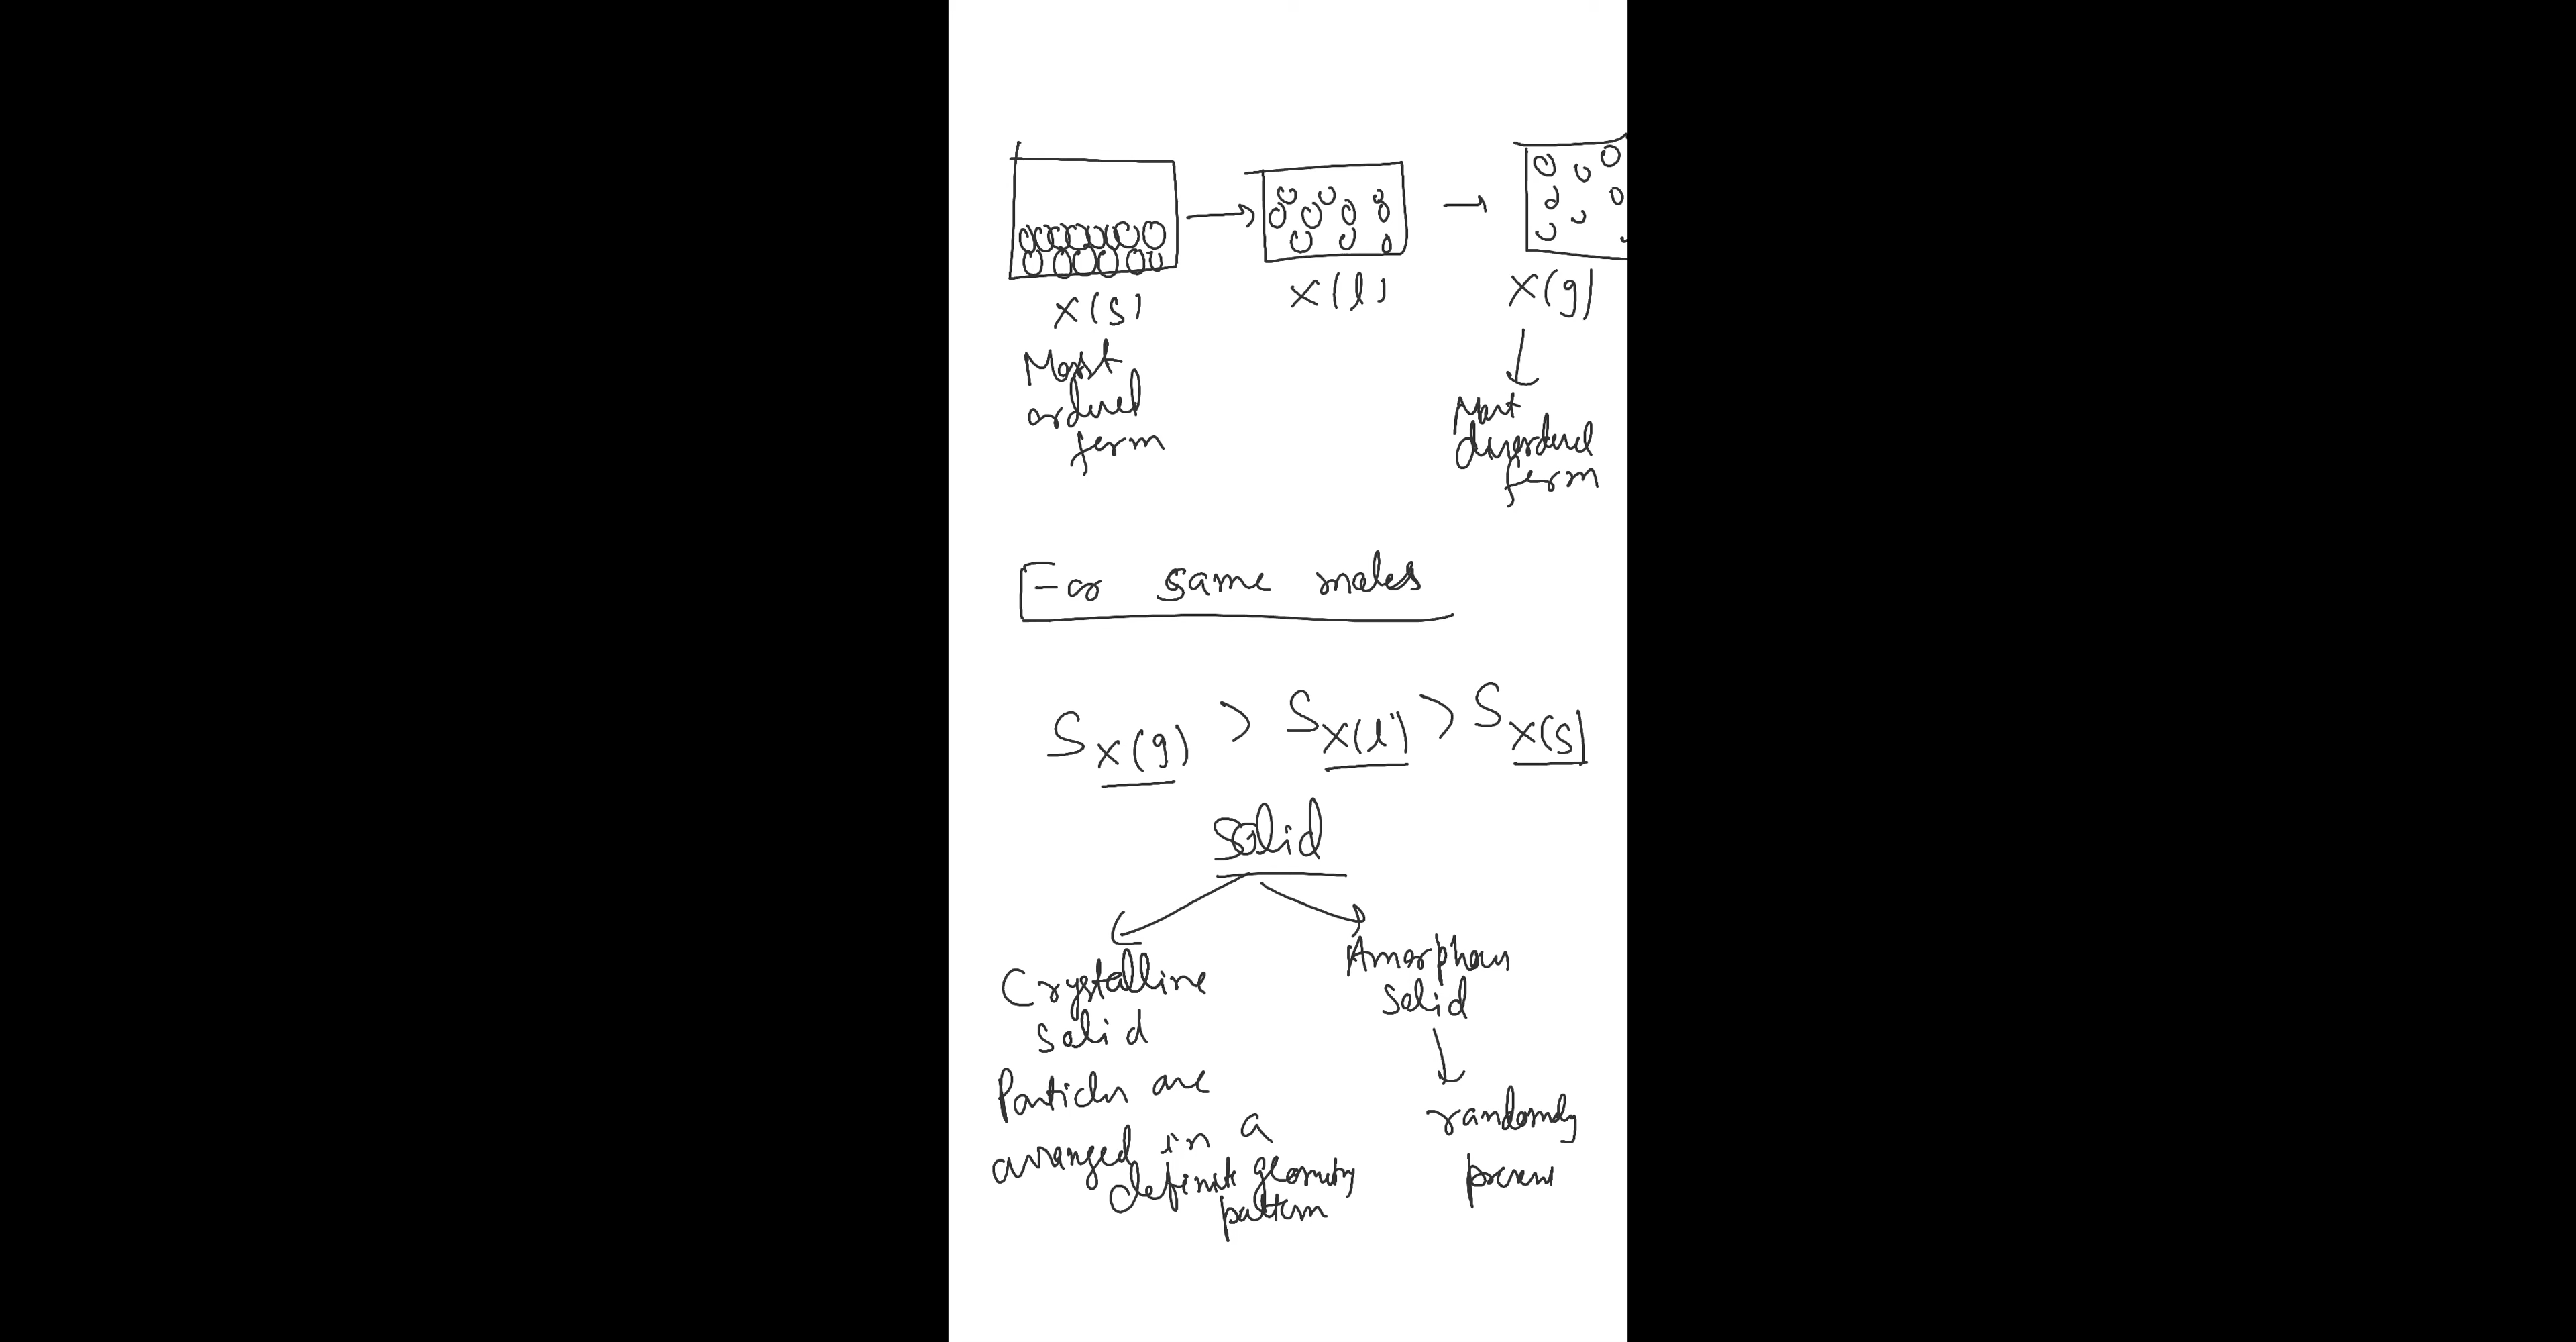 X(s)
X(l)
X(g)
Most
ordered
form
Most
disordered
form
For same moles
S X(g) > S X(l) > S X(s)
Solid
Crystalline
solid
Amorphous
solid
Particles are
arranged in a
definite geometry
pattern
randomly
present